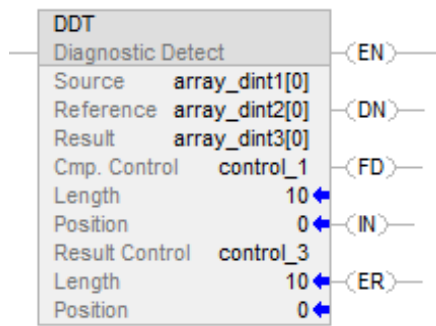 DDT
Diagnostic Detect (EN)
Source array_dint1[0]
Reference array_dint2[0] (DN)
Result array_dint3[0]
Cmp. Control control_1 (FD)
Length 10
Position 0 (IN)
Result Control control_3
Length 10 (ER)
Position 0